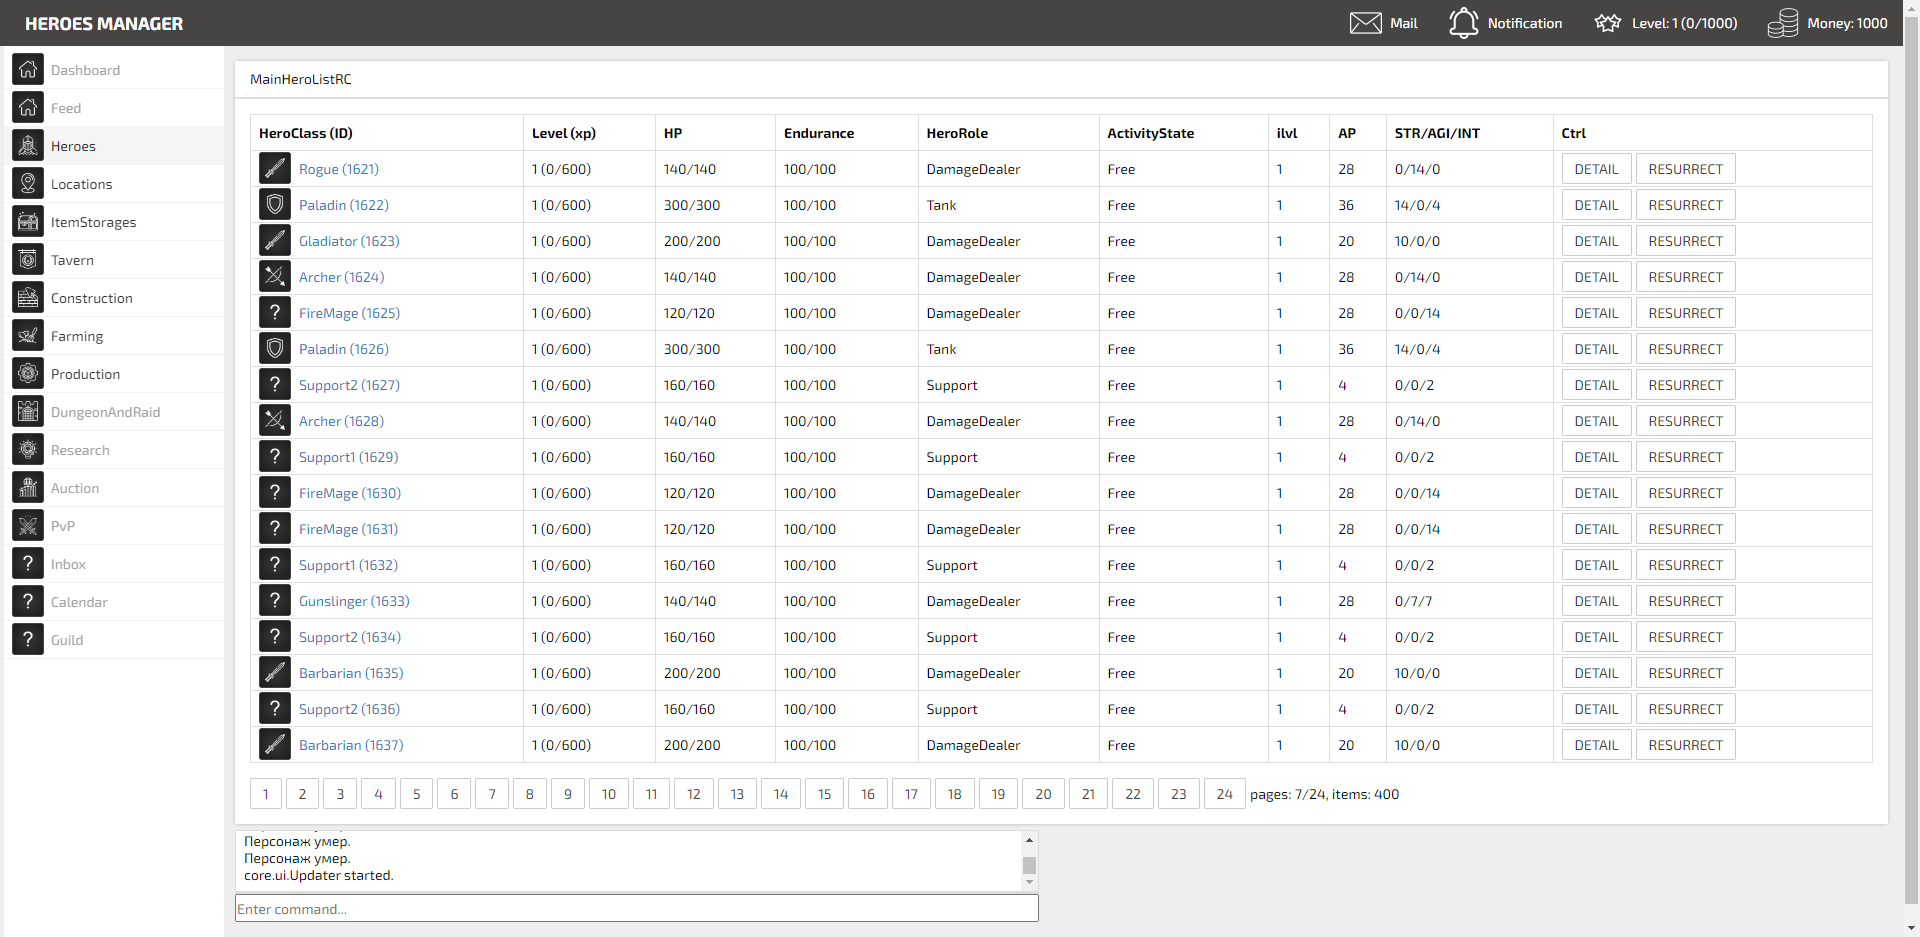 HEROES MANAGER
Mail Notification Level: 1 (0/1000) Money: 1000
Dashboard
Feed
Heroes
Locations
ItemStorages
Tavern
Construction
Farming
Production
DungeonAndRaid
Research
Auction
PvP
Inbox
Calendar
Guild
MainHeroListRC
HeroClass (ID) Level (xp) HP Endurance HeroRole ActivityState ilvl AP STR/AGI/INT Ctrl
Rogue (1621) 1 (0/600) 140/140 100/100 DamageDealer Free 1 28 0/14/0 DETAIL RESURRECT
Paladin (1622) 1 (0/600) 300/300 100/100 Tank Free 1 36 14/0/4 DETAIL RESURRECT
Gladiator (1623) 1 (0/600) 200/200 100/100 DamageDealer Free 1 20 10/0/0 DETAIL RESURRECT
Archer (1624) 1 (0/600) 140/140 100/100 DamageDealer Free 1 28 0/14/0 DETAIL RESURRECT
? FireMage (1625) 1 (0/600) 120/120 100/100 DamageDealer Free 1 28 0/0/14 DETAIL RESURRECT
Paladin (1626) 1 (0/600) 300/300 100/100 Tank Free 1 36 14/0/4 DETAIL RESURRECT
? Support2 (1627) 1 (0/600) 160/160 100/100 Support Free 1 4 0/0/2 DETAIL RESURRECT
Archer (1628) 1 (0/600) 140/140 100/100 DamageDealer Free 1 28 0/14/0 DETAIL RESURRECT
? Support1 (1629) 1 (0/600) 160/160 100/100 Support Free 1 4 0/0/2 DETAIL RESURRECT
? FireMage (1630) 1 (0/600) 120/120 100/100 DamageDealer Free 1 28 0/0/14 DETAIL RESURRECT
? FireMage (1631) 1 (0/600) 120/120 100/100 DamageDealer Free 1 28 0/0/14 DETAIL RESURRECT
? Support1 (1632) 1 (0/600) 160/160 100/100 Support Free 1 4 0/0/2 DETAIL RESURRECT
? Gunslinger (1633) 1 (0/600) 140/140 100/100 DamageDealer Free 1 28 0/7/7 DETAIL RESURRECT
? Support2 (1634) 1 (0/600) 160/160 100/100 Support Free 1 4 0/0/2 DETAIL RESURRECT
Barbarian (1635) 1 (0/600) 200/200 100/100 DamageDealer Free 1 20 10/0/0 DETAIL RESURRECT
? Support2 (1636) 1 (0/600) 160/160 100/100 Support Free 1 4 0/0/2 DETAIL RESURRECT
Barbarian (1637) 1 (0/600) 200/200 100/100 DamageDealer Free 1 20 10/0/0 DETAIL RESURRECT
1 2 3 4 5 6 7 8 9 10 11 12 13 14 15 16 17 18 19 20 21 22 23 24 pages: 7/24, items: 400
Персонаж умер.
Персонаж умер.
core.ui.Updater started.
Enter command...